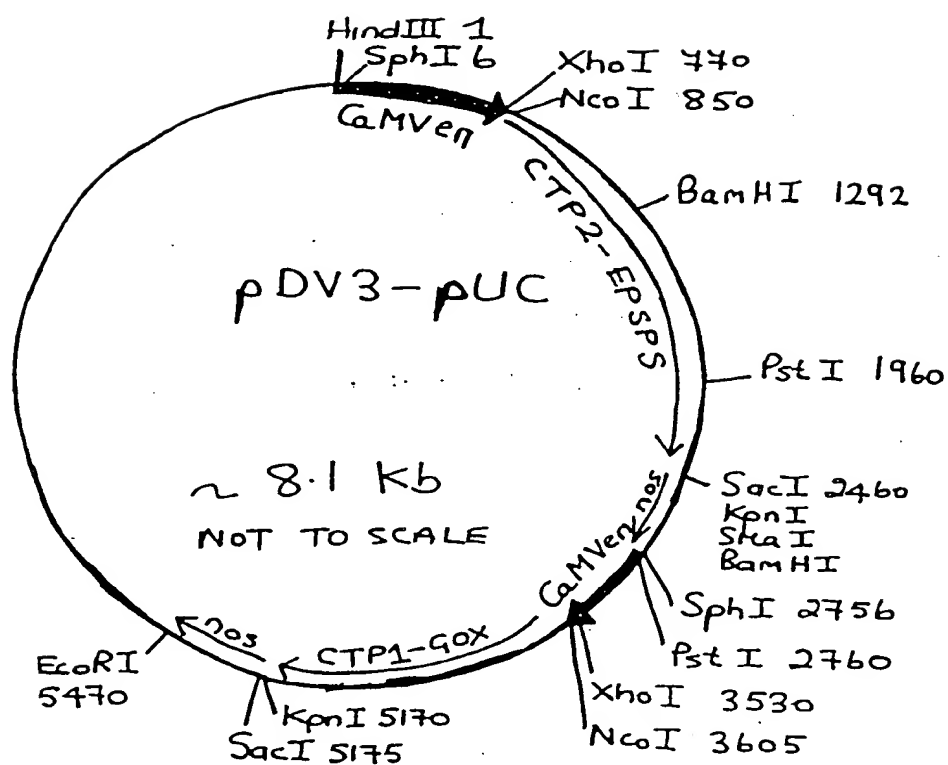 HindIII 1
SphI 6
XhoI 770
NcoI 850
CaMVen
CTP2-EPSPS
BamHI 1292
pDV3-pUC
PstI 1960
~ 8.1 Kb
NOT TO SCALE
SacI 2460
KpnI
SmaI
BamHI
nos
CaMVen
SphI 2756
PstI 2760
XhoI 3530
NcoI 3605
CTP1-GOX
nos
EcoRI
5470
KpnI 5170
SacI 5175